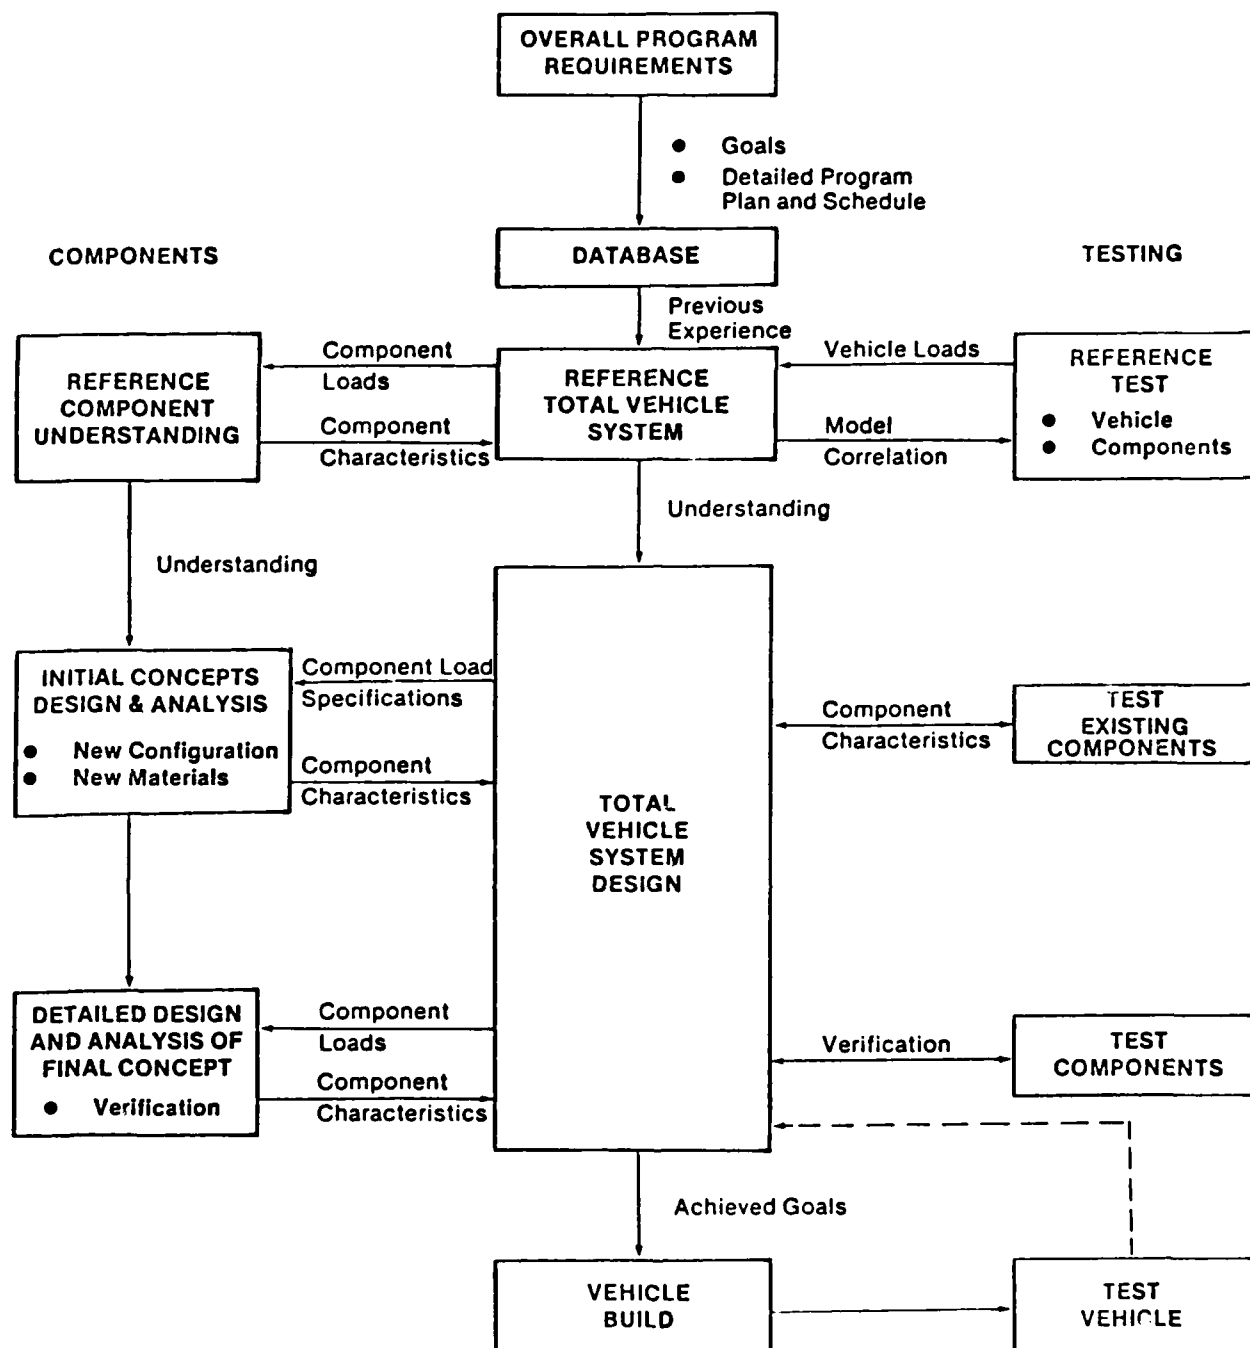 OVERALL PROGRAM
REQUIREMENTS
● Goals
● Detailed Program
Plan and Schedule
COMPONENTS
DATABASE
TESTING
Previous
Experience
REFERENCE
COMPONENT
UNDERSTANDING
Component
Loads
Component
Characteristics
REFERENCE
TOTAL VEHICLE
SYSTEM
Vehicle Loads
Model
Correlation
REFERENCE
TEST
● Vehicle
● Components
Understanding
Understanding
INITIAL CONCEPTS
DESIGN & ANALYSIS
● New Configuration
● New Materials
Component Load
Specifications
Component
Characteristics
TOTAL
VEHICLE
SYSTEM
DESIGN
Component
Characteristics
TEST
EXISTING
COMPONENTS
DETAILED DESIGN
AND ANALYSIS OF
FINAL CONCEPT
● Verification
Component
Loads
Component
Characteristics
Verification
TEST
COMPONENTS
Achieved Goals
VEHICLE
BUILD
TEST
VEHICLE